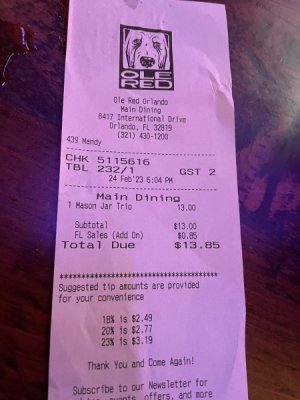 OLE
RED
Ole Red Orlando
Main Dining
8417 International Drive
Orlando, FL 32819
(321) 430-1200
439 Mandy
CHK 5115616
TBL 232/1 GST 2
24 Feb'23 6:04 PM
Main Dining
1 Mason Jar Trio 13.00
Subtotal $13.00
FL Sales (Add On) $0.85
Total Due $13.85
Suggested tip amounts are provided
for your convenience
18% is $2.49
20% is $2.77
23% is $3.19
Thank You and Come Again!
Subscribe to our Newsletter for
events, offers, and more